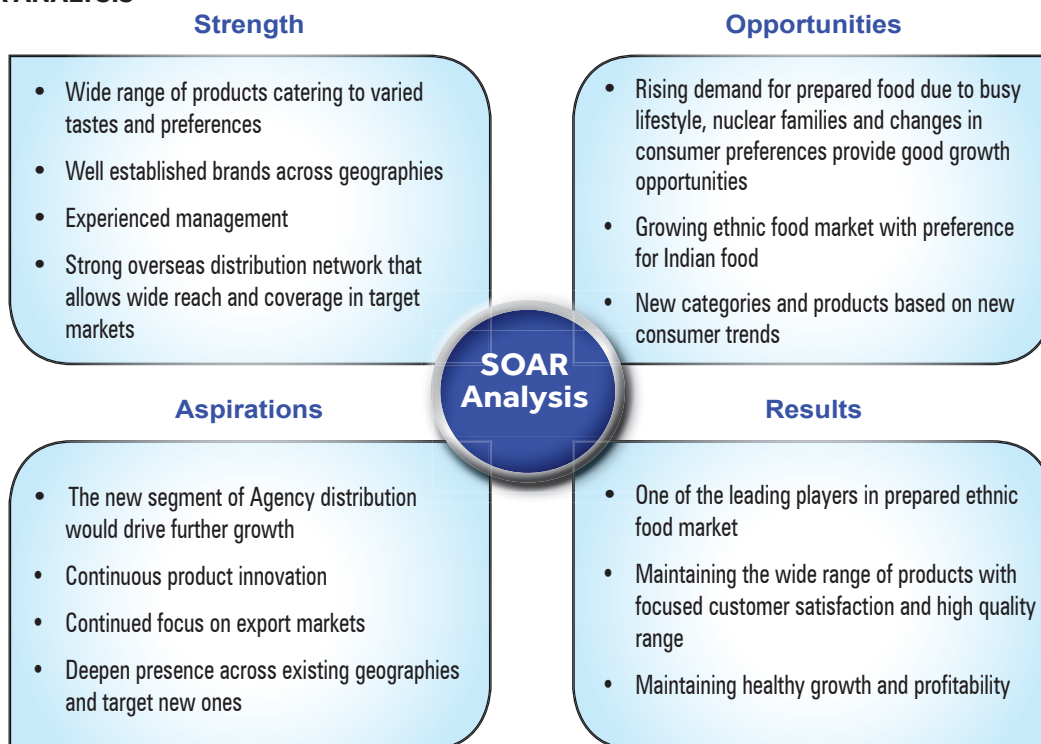 Strength
• Wide range of products catering to varied
tastes and preferences
• Well established brands across geographies
• Experienced management
• Strong overseas distribution network that
allows wide reach and coverage in target
markets
Opportunities
• Rising demand for prepared food due to busy
lifestyle, nuclear families and changes in
consumer preferences provide good growth
opportunities
• Growing ethnic food market with preference
for Indian food
• New categories and products based on new
consumer trends
SOAR
Analysis
Aspirations
• The new segment of Agency distribution
would drive further growth
• Continuous product innovation
• Continued focus on export markets
• Deepen presence across existing geographies
and target new ones
Results
• One of the leading players in prepared ethnic
food market
• Maintaining the wide range of products with
focused customer satisfaction and high quality
range
• Maintaining healthy growth and profitability